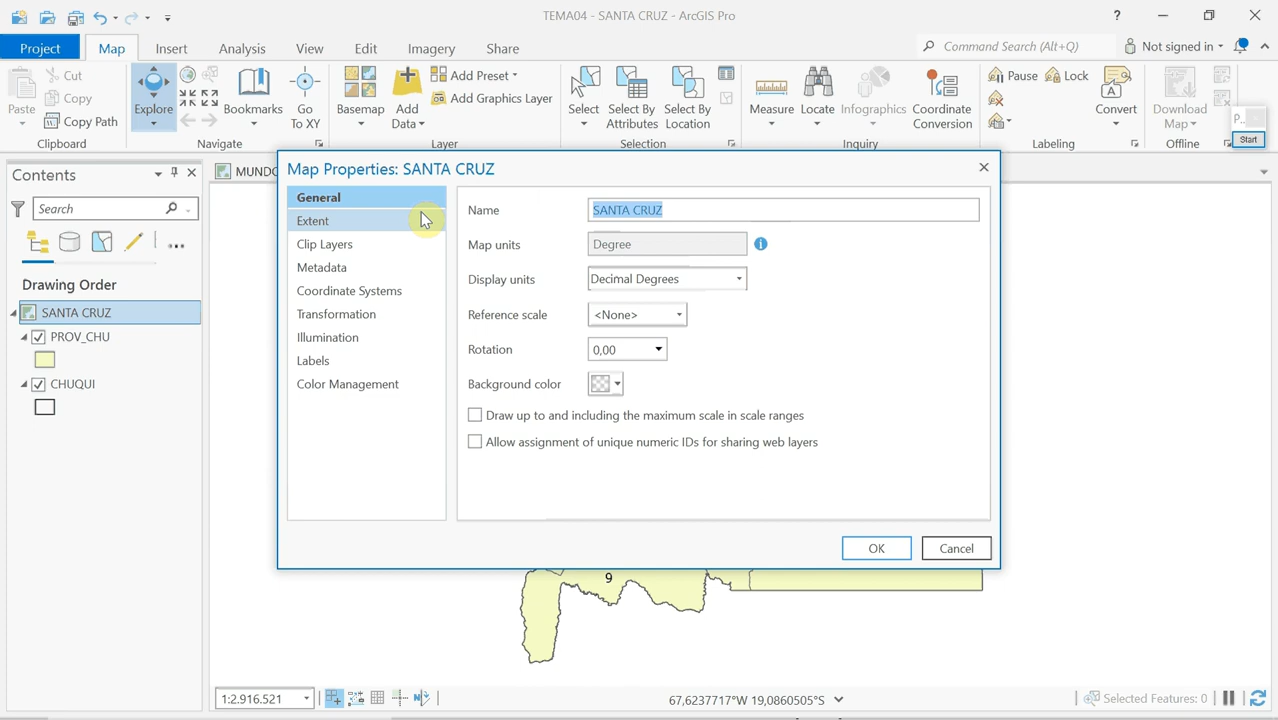 TEMA04 - SANTA CRUZ - ArcGIS Pro
?
Project Map Insert Analysis View Edit Imagery Share
Command Search (Alt+Q)
Not signed in
Paste
Cut
Copy
Copy Path
Clipboard
Explore
Bookmarks
Go To XY
Navigate
Basemap
Add Data
Add Preset
Add Graphics Layer
Layer
Select
Select By Attributes
Select By Location
Selection
Measure
Locate
Infographics
Coordinate Conversion
Inquiry
Pause
Lock
Labeling
Convert
Download Map
Offline
P...
Start
Contents
Search
Drawing Order
SANTA CRUZ
PROV_CHU
CHUQUI
Map Properties: SANTA CRUZ
General
Extent
Clip Layers
Metadata
Coordinate Systems
Transformation
Illumination
Labels
Color Management
Name SANTA CRUZ
Map units Degree
Display units Decimal Degrees
Reference scale <None>
Rotation 0,00
Background color
Draw up to and including the maximum scale in scale ranges
Allow assignment of unique numeric IDs for sharing web layers
OK Cancel
9
1:2.916.521
67,6237717°W 19,0860505°S
Selected Features: 0